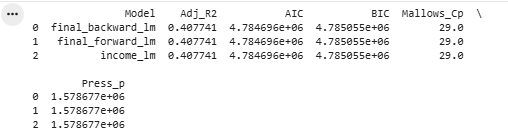 Model Adj_R2 AIC BIC Mallows_Cp \
0 final_backward_lm 0.407741 4.784696e+06 4.785055e+06 29.0
1 final_forward_lm 0.407741 4.784696e+06 4.785055e+06 29.0
2 income_lm 0.407741 4.784696e+06 4.785055e+06 29.0
Press_p
0 1.578677e+06
1 1.578677e+06
2 1.578677e+06